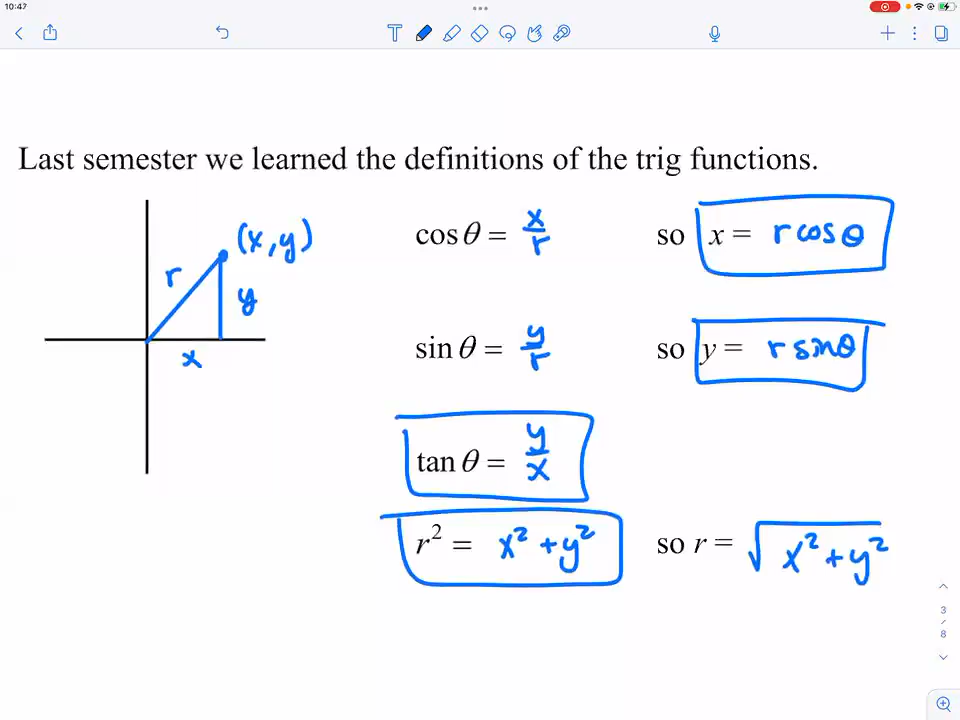 10:47
Last semester we learned the definitions of the trig functions.
(x, y)
r
y
x
cos θ = x/r so x = r cos θ
sin θ = y/r so y = r sin θ
tan θ = y/x
r² = x² + y² so r = √x² + y²
3
/
8